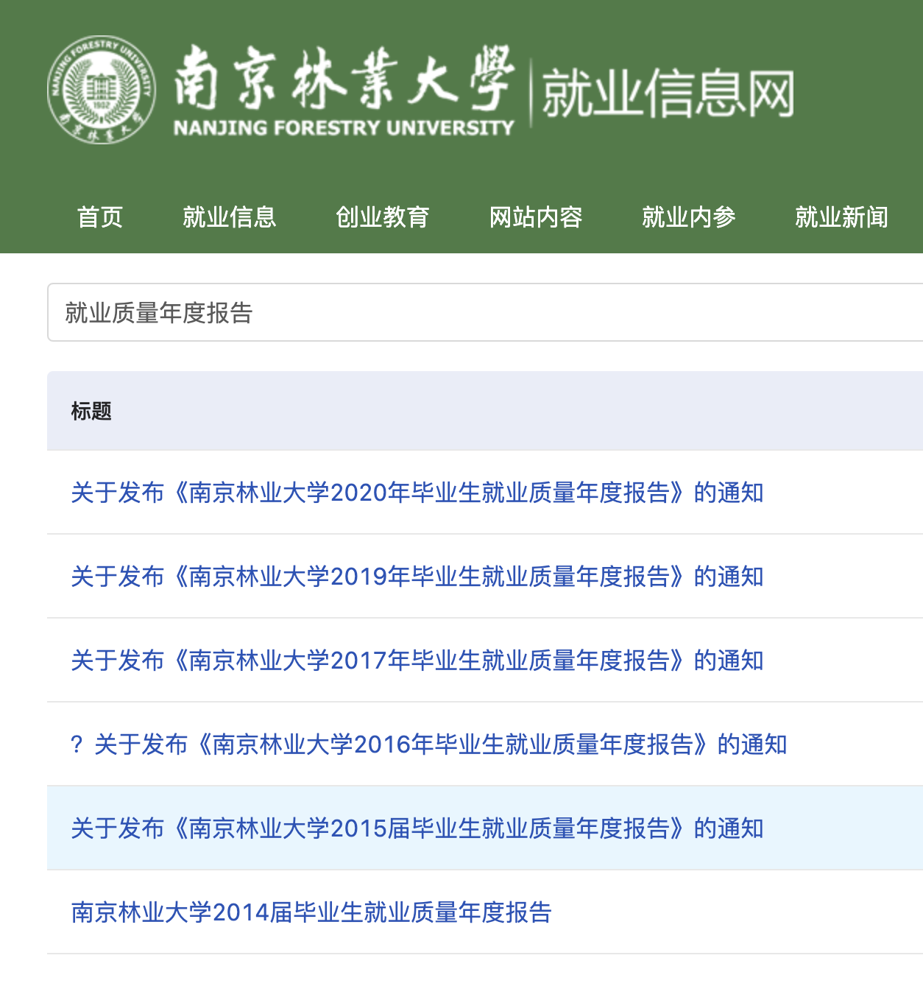 NANJING FORESTRY UNIVERSITY
1902
南京林业大学
南京林業大學
NANJING FORESTRY UNIVERSITY
就业信息网
首页 就业信息 创业教育 网站内容 就业内参 就业新闻
就业质量年度报告
标题
关于发布《南京林业大学2020年毕业生就业质量年度报告》的通知
关于发布《南京林业大学2019年毕业生就业质量年度报告》的通知
关于发布《南京林业大学2017年毕业生就业质量年度报告》的通知
？关于发布《南京林业大学2016年毕业生就业质量年度报告》的通知
关于发布《南京林业大学2015届毕业生就业质量年度报告》的通知
南京林业大学2014届毕业生就业质量年度报告